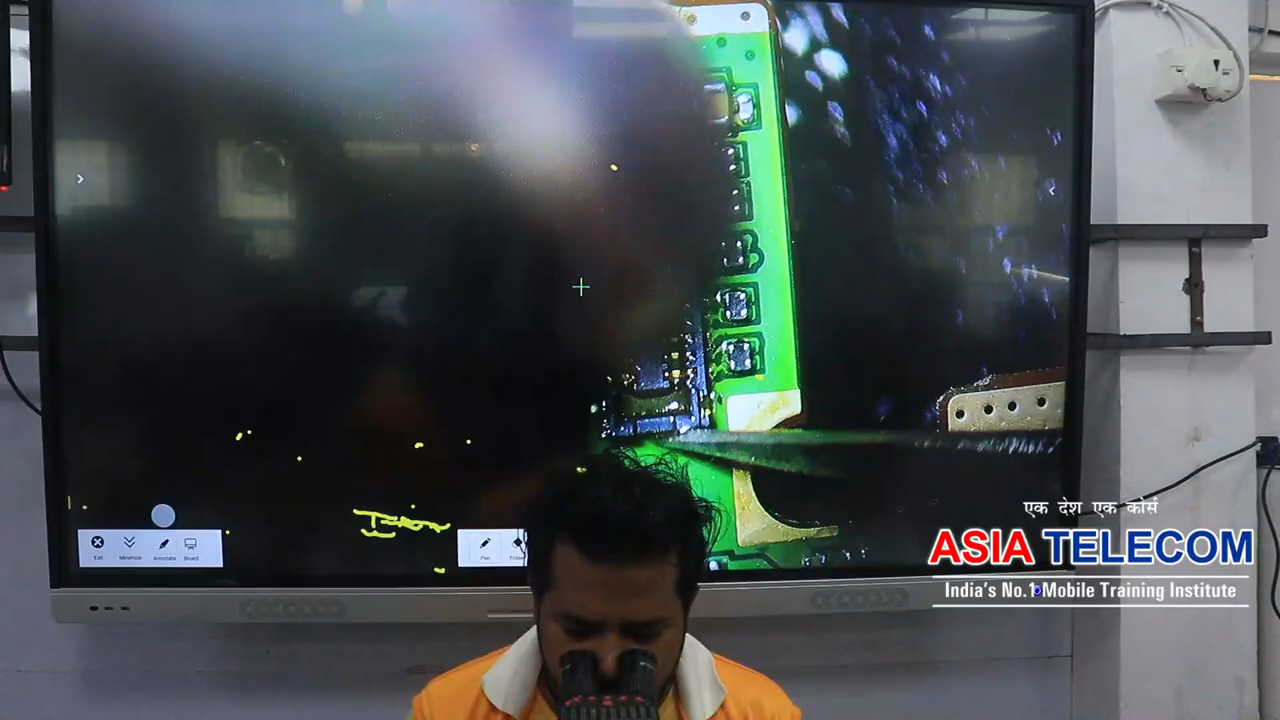 Exit
Minimize
Annotate
Board
Pen
एक देश एक कोर्स
ASIA TELECOM
India's No.1 Mobile Training Institute